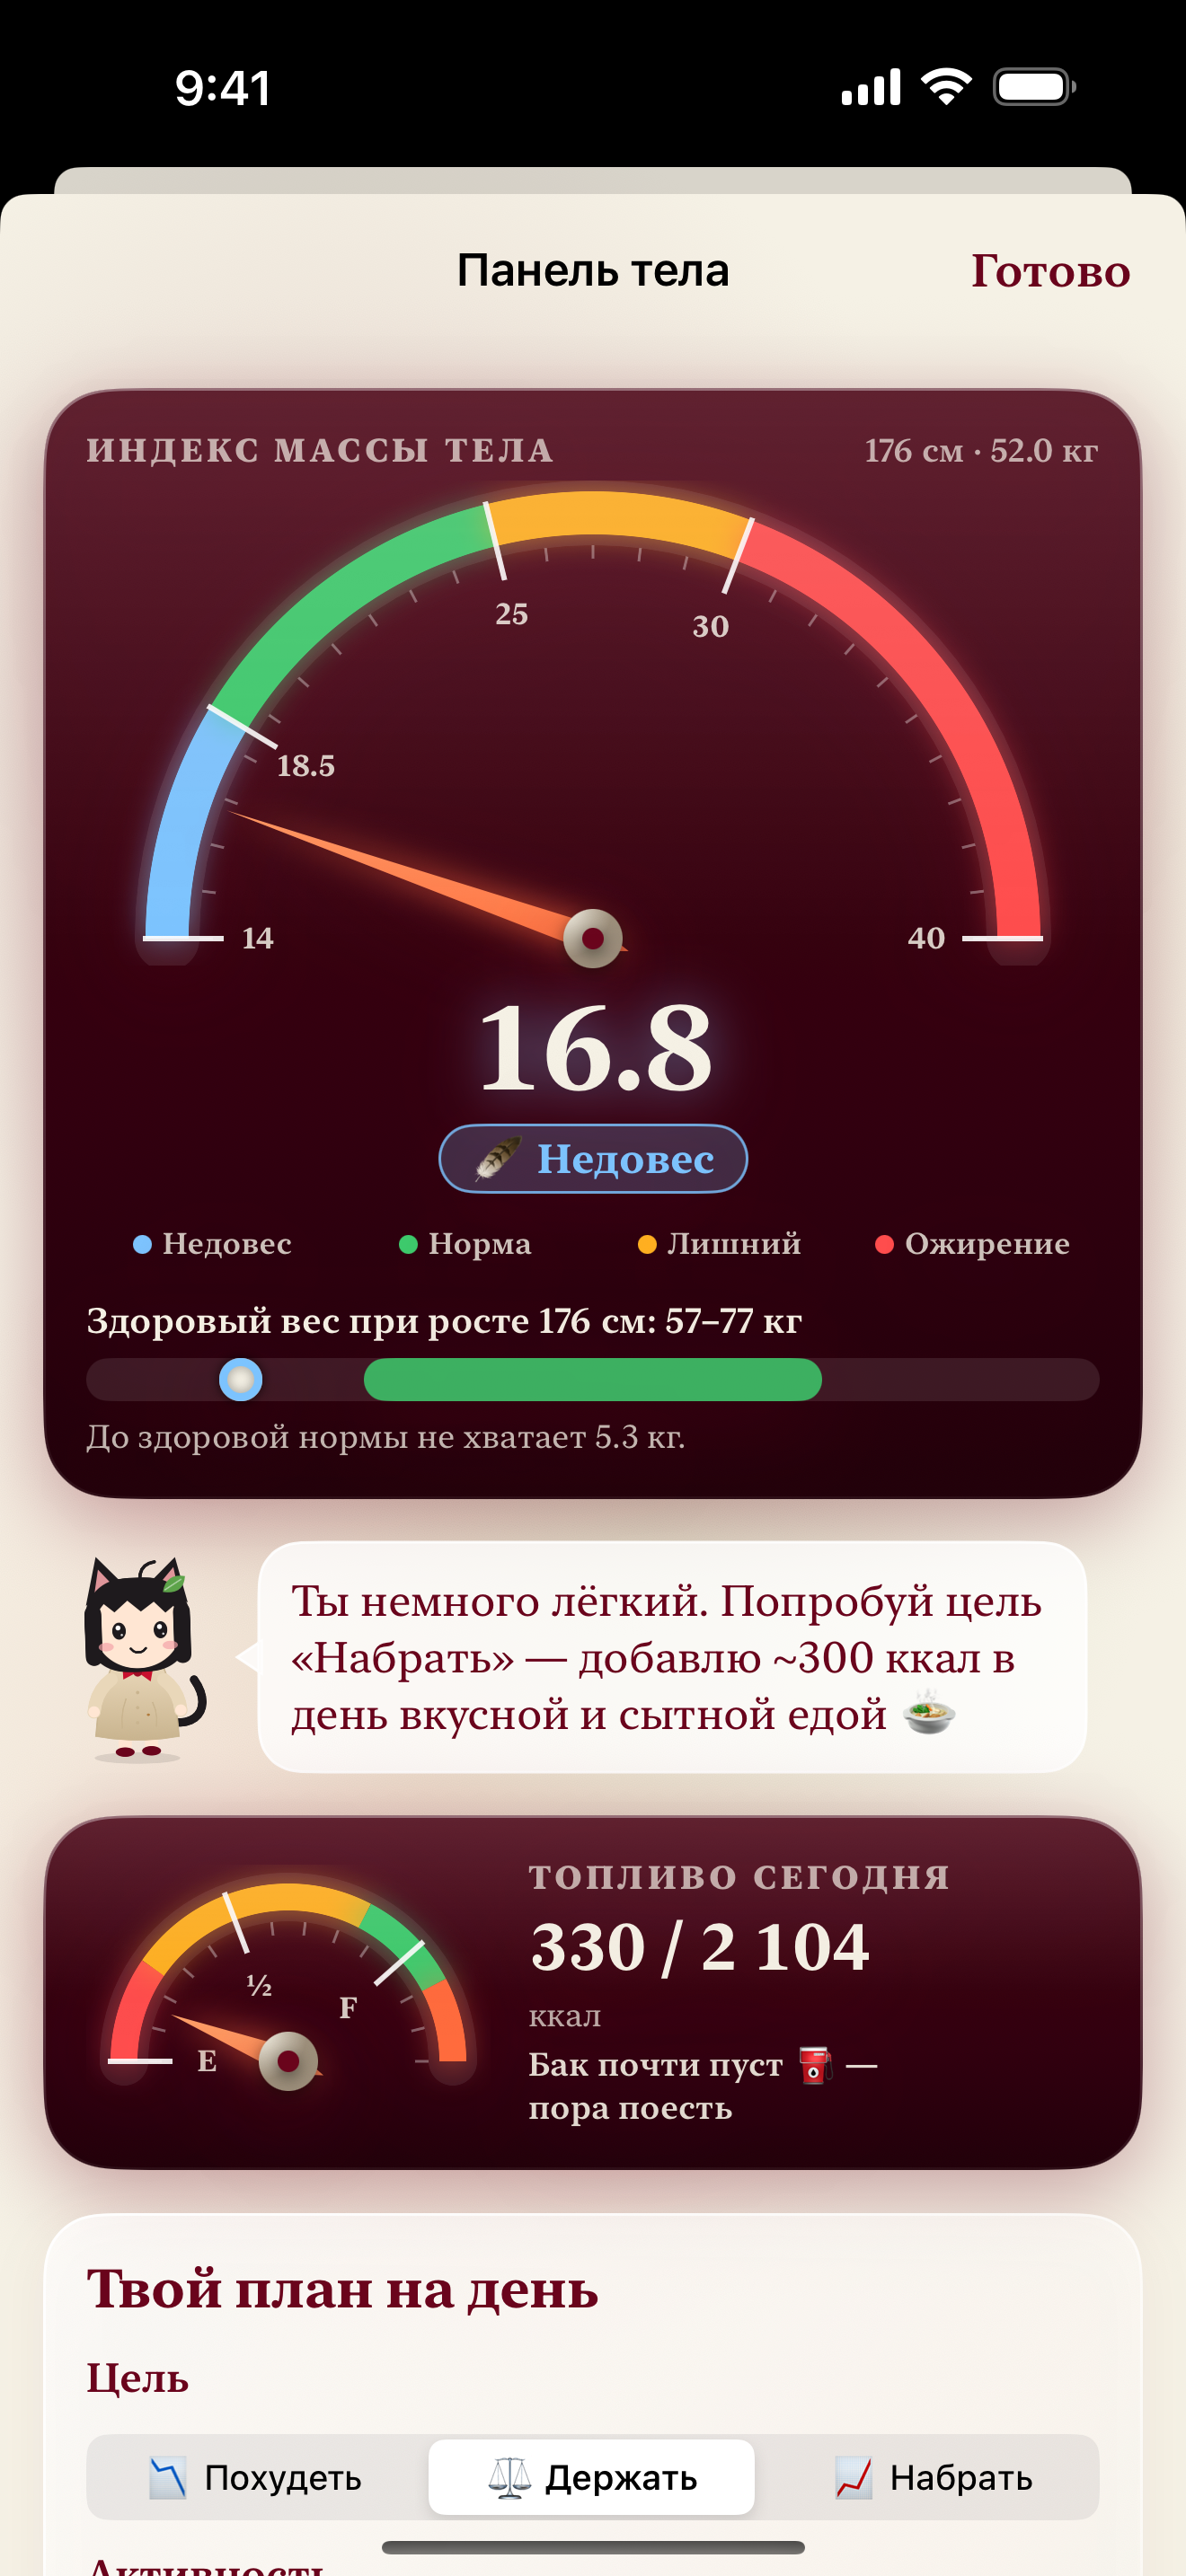 9:41
Панель тела
Готово
ИНДЕКС МАССЫ ТЕЛА
176 см · 52.0 кг
25
30
18.5
14
40
16.8
Недовес
Недовес
Норма
Лишний
Ожирение
Здоровый вес при росте 176 см: 57–77 кг
До здоровой нормы не хватает 5.3 кг.
Ты немного лёгкий. Попробуй цель
«Набрать» — добавлю ~300 ккал в
день вкусной и сытной едой 🍲
ТОПЛИВО СЕГОДНЯ
330 / 2 104
ккал
Бак почти пуст ⛽ —
пора поесть
½
F
E
Твой план на день
Цель
📉 Похудеть
⚖️ Держать
📈 Набрать
Активность